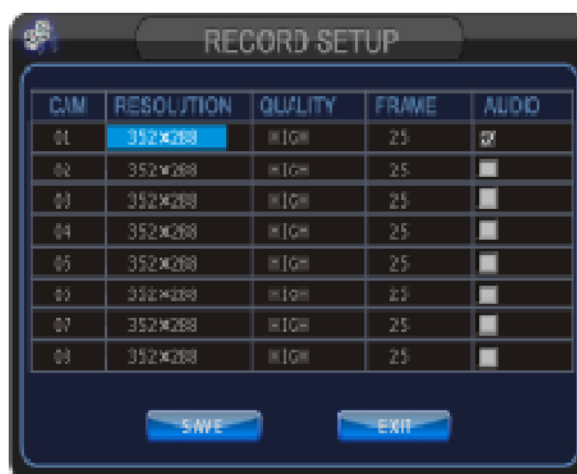 RECORD SETUP
CAM RESOLUTION QUALITY FRAME AUDIO
01 352×288 HIGH 25
02 352×288 HIGH 25
03 352×288 HIGH 25
04 352×288 HIGH 25
05 352×288 HIGH 25
06 352×288 HIGH 25
07 352×288 HIGH 25
08 352×288 HIGH 25
SAVE EXIT